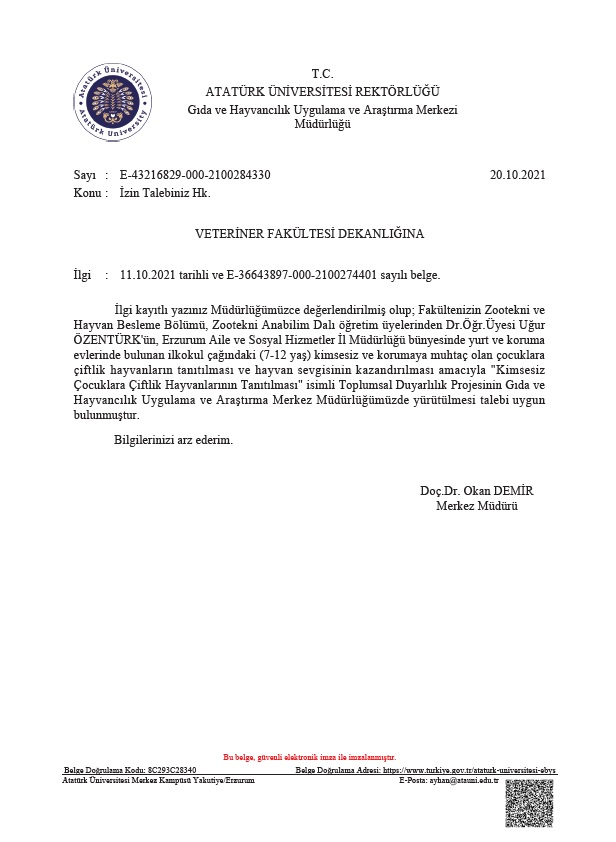 Atatürk Üniversitesi
Atatürk University
T.C.
ATATÜRK ÜNİVERSİTESİ REKTÖRLÜĞÜ
Gıda ve Hayvancılık Uygulama ve Araştırma Merkezi
Müdürlüğü
Sayı : E-43216829-000-2100284330 20.10.2021
Konu : İzin Talebiniz Hk.
VETERİNER FAKÜLTESİ DEKANLIĞINA
İlgi : 11.10.2021 tarihli ve E-36643897-000-2100274401 sayılı belge.
İlgi kayıtlı yazınız Müdürlüğümüzce değerlendirilmiş olup; Fakültenizin Zootekni ve
Hayvan Besleme Bölümü, Zootekni Anabilim Dalı öğretim üyelerinden Dr.Öğr.Üyesi Uğur
ÖZENTÜRK'ün, Erzurum Aile ve Sosyal Hizmetler İl Müdürlüğü bünyesinde yurt ve koruma
evlerinde bulunan ilkokul çağındaki (7-12 yaş) kimsesiz ve korumaya muhtaç olan çocuklara
çiftlik hayvanların tanıtılması ve hayvan sevgisinin kazandırılması amacıyla "Kimsesiz
Çocuklara Çiftlik Hayvanlarının Tanıtılması" isimli Toplumsal Duyarlılık Projesinin Gıda ve
Hayvancılık Uygulama ve Araştırma Merkez Müdürlüğümüzde yürütülmesi talebi uygun
bulunmuştur.
Bilgilerinizi arz ederim.
Doç.Dr. Okan DEMİR
Merkez Müdürü
Bu belge, güvenli elektronik imza ile imzalanmıştır.
Belge Doğrulama Kodu: 8C293C28340 Belge Doğrulama Adresi: https://www.turkiye.gov.tr/ataturk-universitesi-ebys
Atatürk Üniversitesi Merkez Kampüsü Yakutiye/Erzurum E-Posta: ayhan@atauni.edu.tr